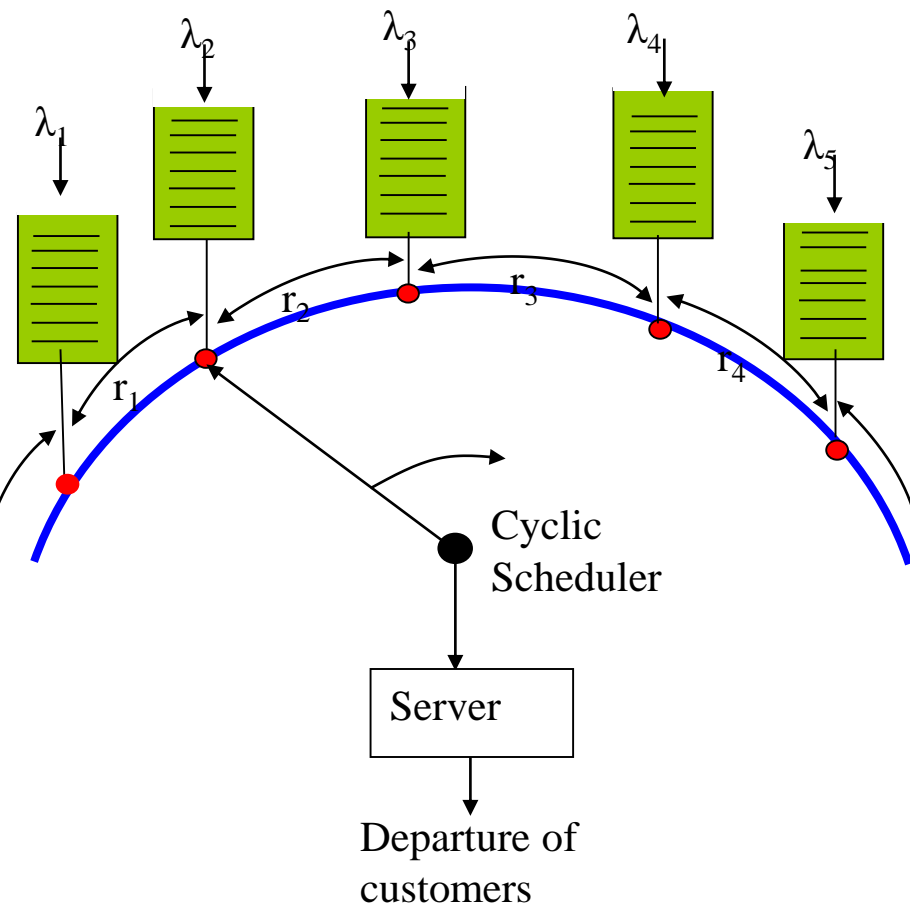 λ₁
λ₂
λ₃
λ₄
λ₅
r₁
r₂
r₃
r₄
Cyclic
Scheduler
Server
Departure of
customers